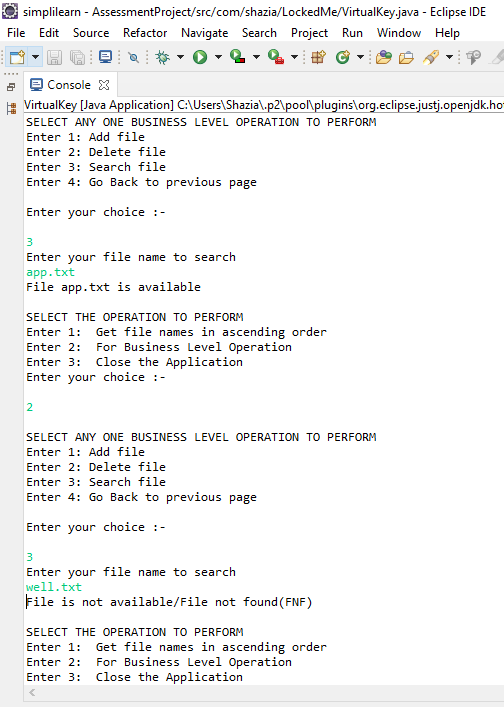 simplilearn - AssessmentProject/src/com/shazia/LockedMe/VirtualKey.java - Eclipse IDE
File Edit Source Refactor Navigate Search Project Run Window Help
Console
VirtualKey [Java Application] C:\Users\Shazia\.p2\pool\plugins\org.eclipse.justj.openjdk.ho
SELECT ANY ONE BUSINESS LEVEL OPERATION TO PERFORM
Enter 1: Add file
Enter 2: Delete file
Enter 3: Search file
Enter 4: Go Back to previous page
Enter your choice :-
3
Enter your file name to search
app.txt
File app.txt is available
SELECT THE OPERATION TO PERFORM
Enter 1:  Get file names in ascending order
Enter 2:  For Business Level Operation
Enter 3:  Close the Application
Enter your choice :-
2
SELECT ANY ONE BUSINESS LEVEL OPERATION TO PERFORM
Enter 1: Add file
Enter 2: Delete file
Enter 3: Search file
Enter 4: Go Back to previous page
Enter your choice :-
3
Enter your file name to search
well.txt
File is not available/File not found(FNF)
SELECT THE OPERATION TO PERFORM
Enter 1:  Get file names in ascending order
Enter 2:  For Business Level Operation
Enter 3:  Close the Application